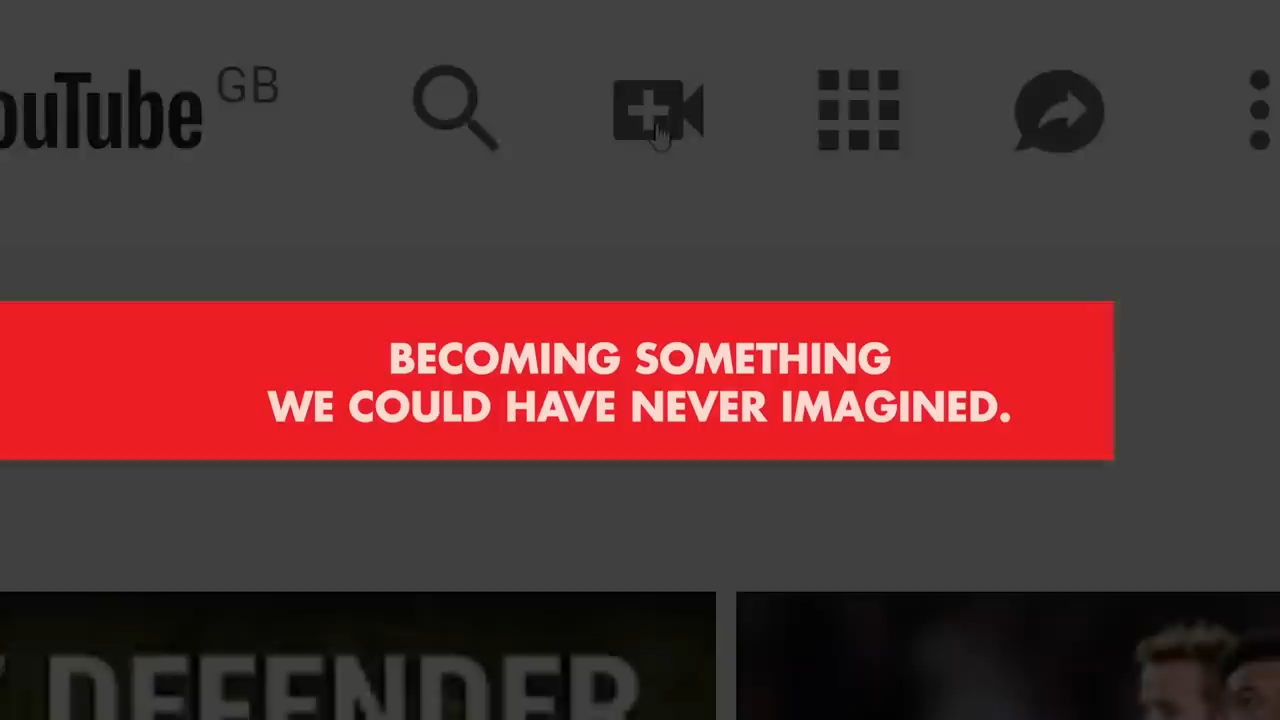 ouTube GB
BECOMING SOMETHING
WE COULD HAVE NEVER IMAGINED.
DEFENDER